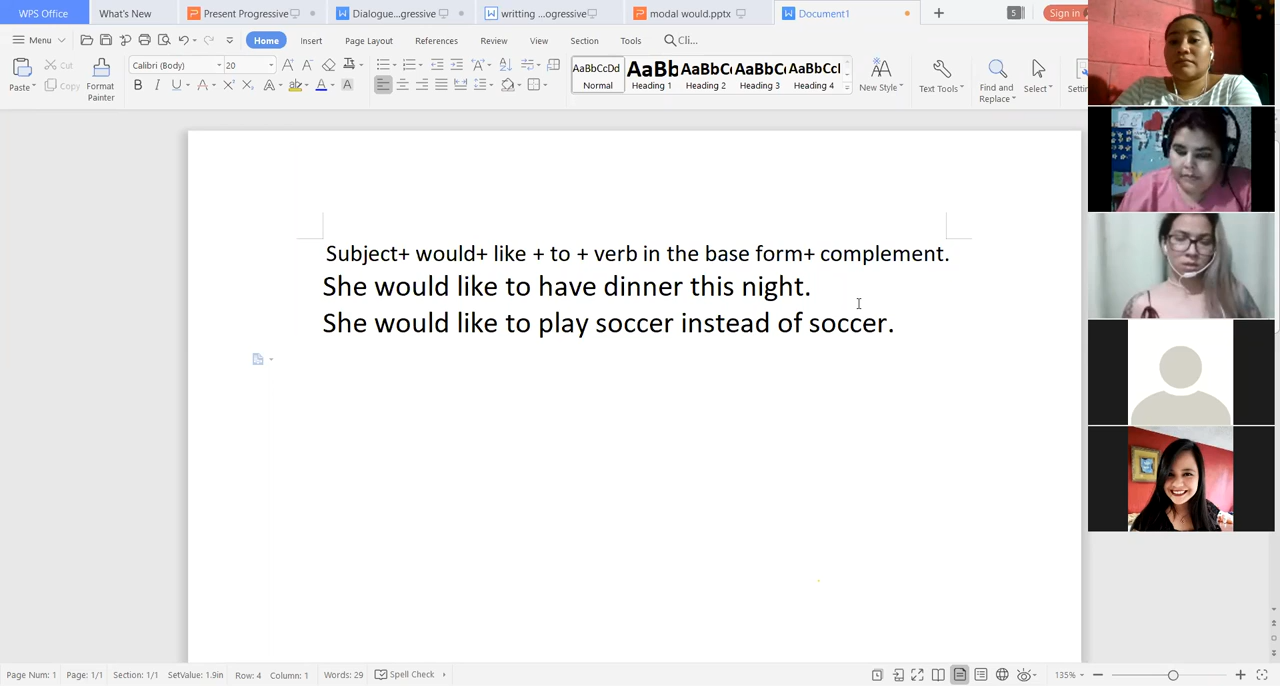 WPS Office
What's New
Present Progressive
Dialogue...gressive
writting ...ogressive
modal would.pptx
Document1
5
Sign in
Menu
Home
Insert
Page Layout
References
Review
View
Section
Tools
Cli...
Paste
Cut
Copy
Format Painter
Calibri (Body)
20
AaBbCcDd
Normal
AaBb
Heading 1
AaBbC
Heading 2
AaBbC
Heading 3
AaBbCcI
Heading 4
New Style
Text Tools
Find and Replace
Select
Subject+ would+ like + to + verb in the base form+ complement.
She would like to have dinner this night.
She would like to play soccer instead of soccer.
Page Num: 1
Page: 1/1
Section: 1/1
SetValue: 1.9in
Row: 4
Column: 1
Words: 29
Spell Check
135%